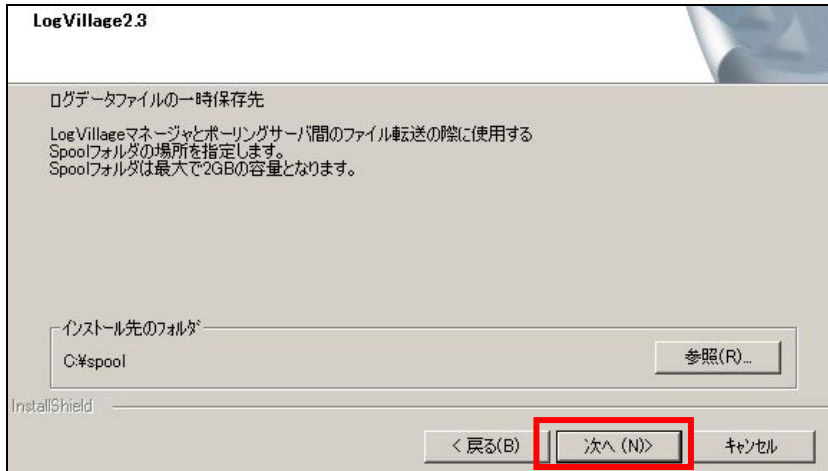 LogVillage2.3
ログデータファイルの一時保存先
LogVillageマネージャとポーリングサーバ間のファイル転送の際に使用する
Spoolフォルダの場所を指定します。
Spoolフォルダは最大で2GBの容量となります。
インストール先のフォルダ
C:¥spool
参照(R)...
InstallShield
< 戻る(B)
次へ (N)>
キャンセル